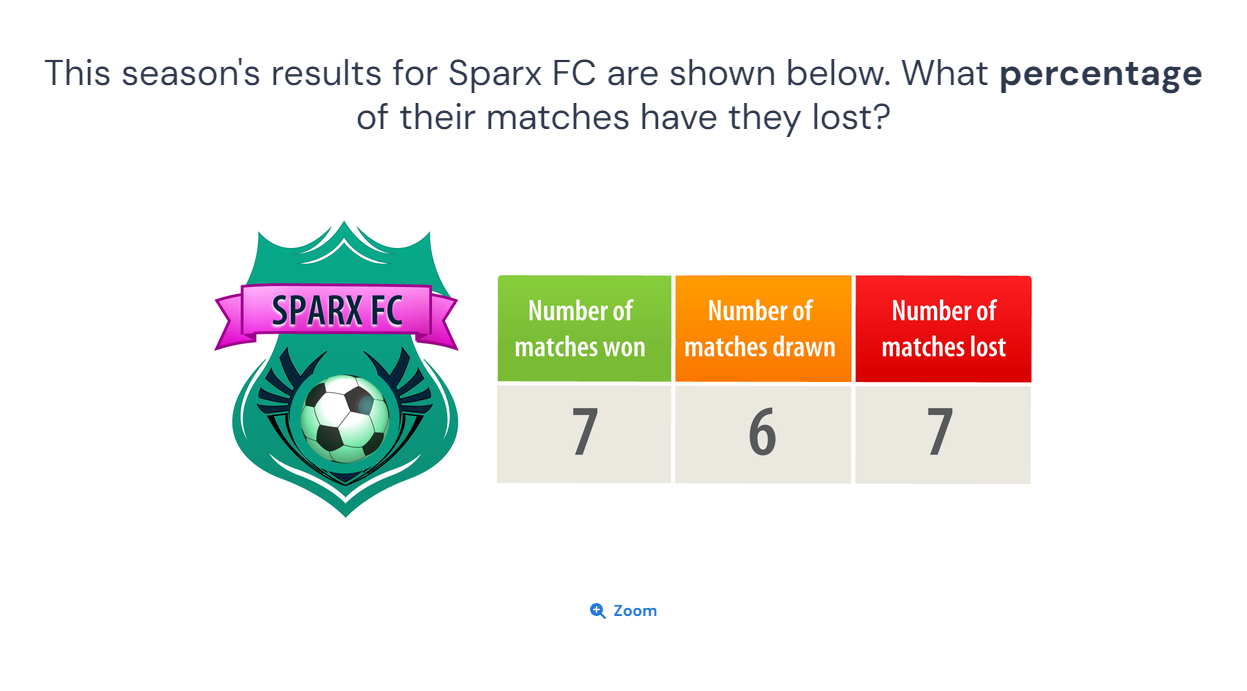 This season's results for Sparx FC are shown below. What percentage
of their matches have they lost?
SPARX FC
Number of
matches won
Number of
matches drawn
Number of
matches lost
7
6
7
Zoom